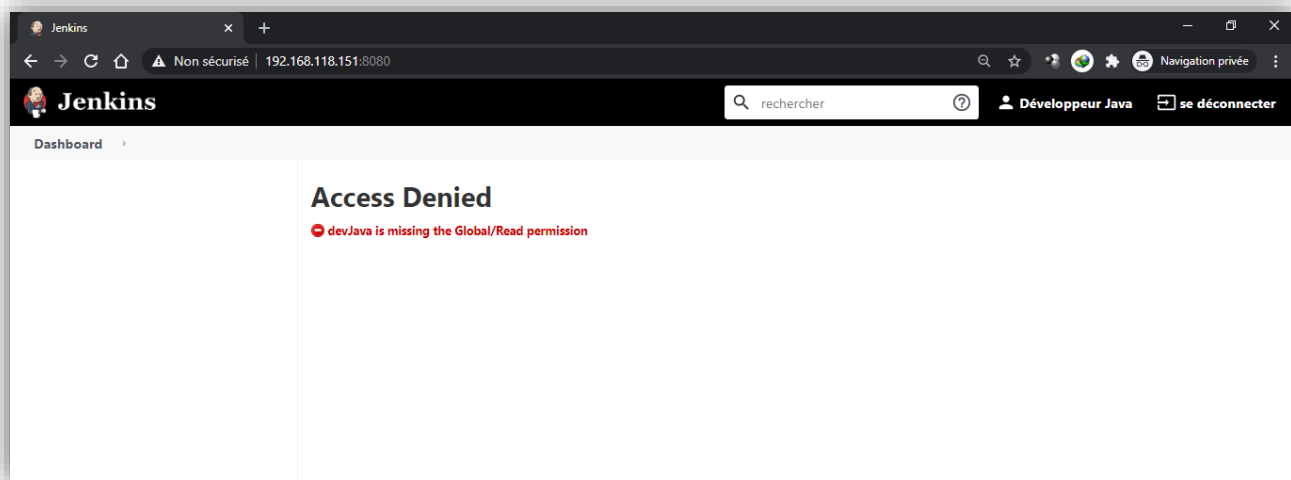 Jenkins
Non sécurisé 192.168.118.151:8080
Navigation privée
Jenkins
rechercher
Développeur Java
se déconnecter
Dashboard
Access Denied
devJava is missing the Global/Read permission